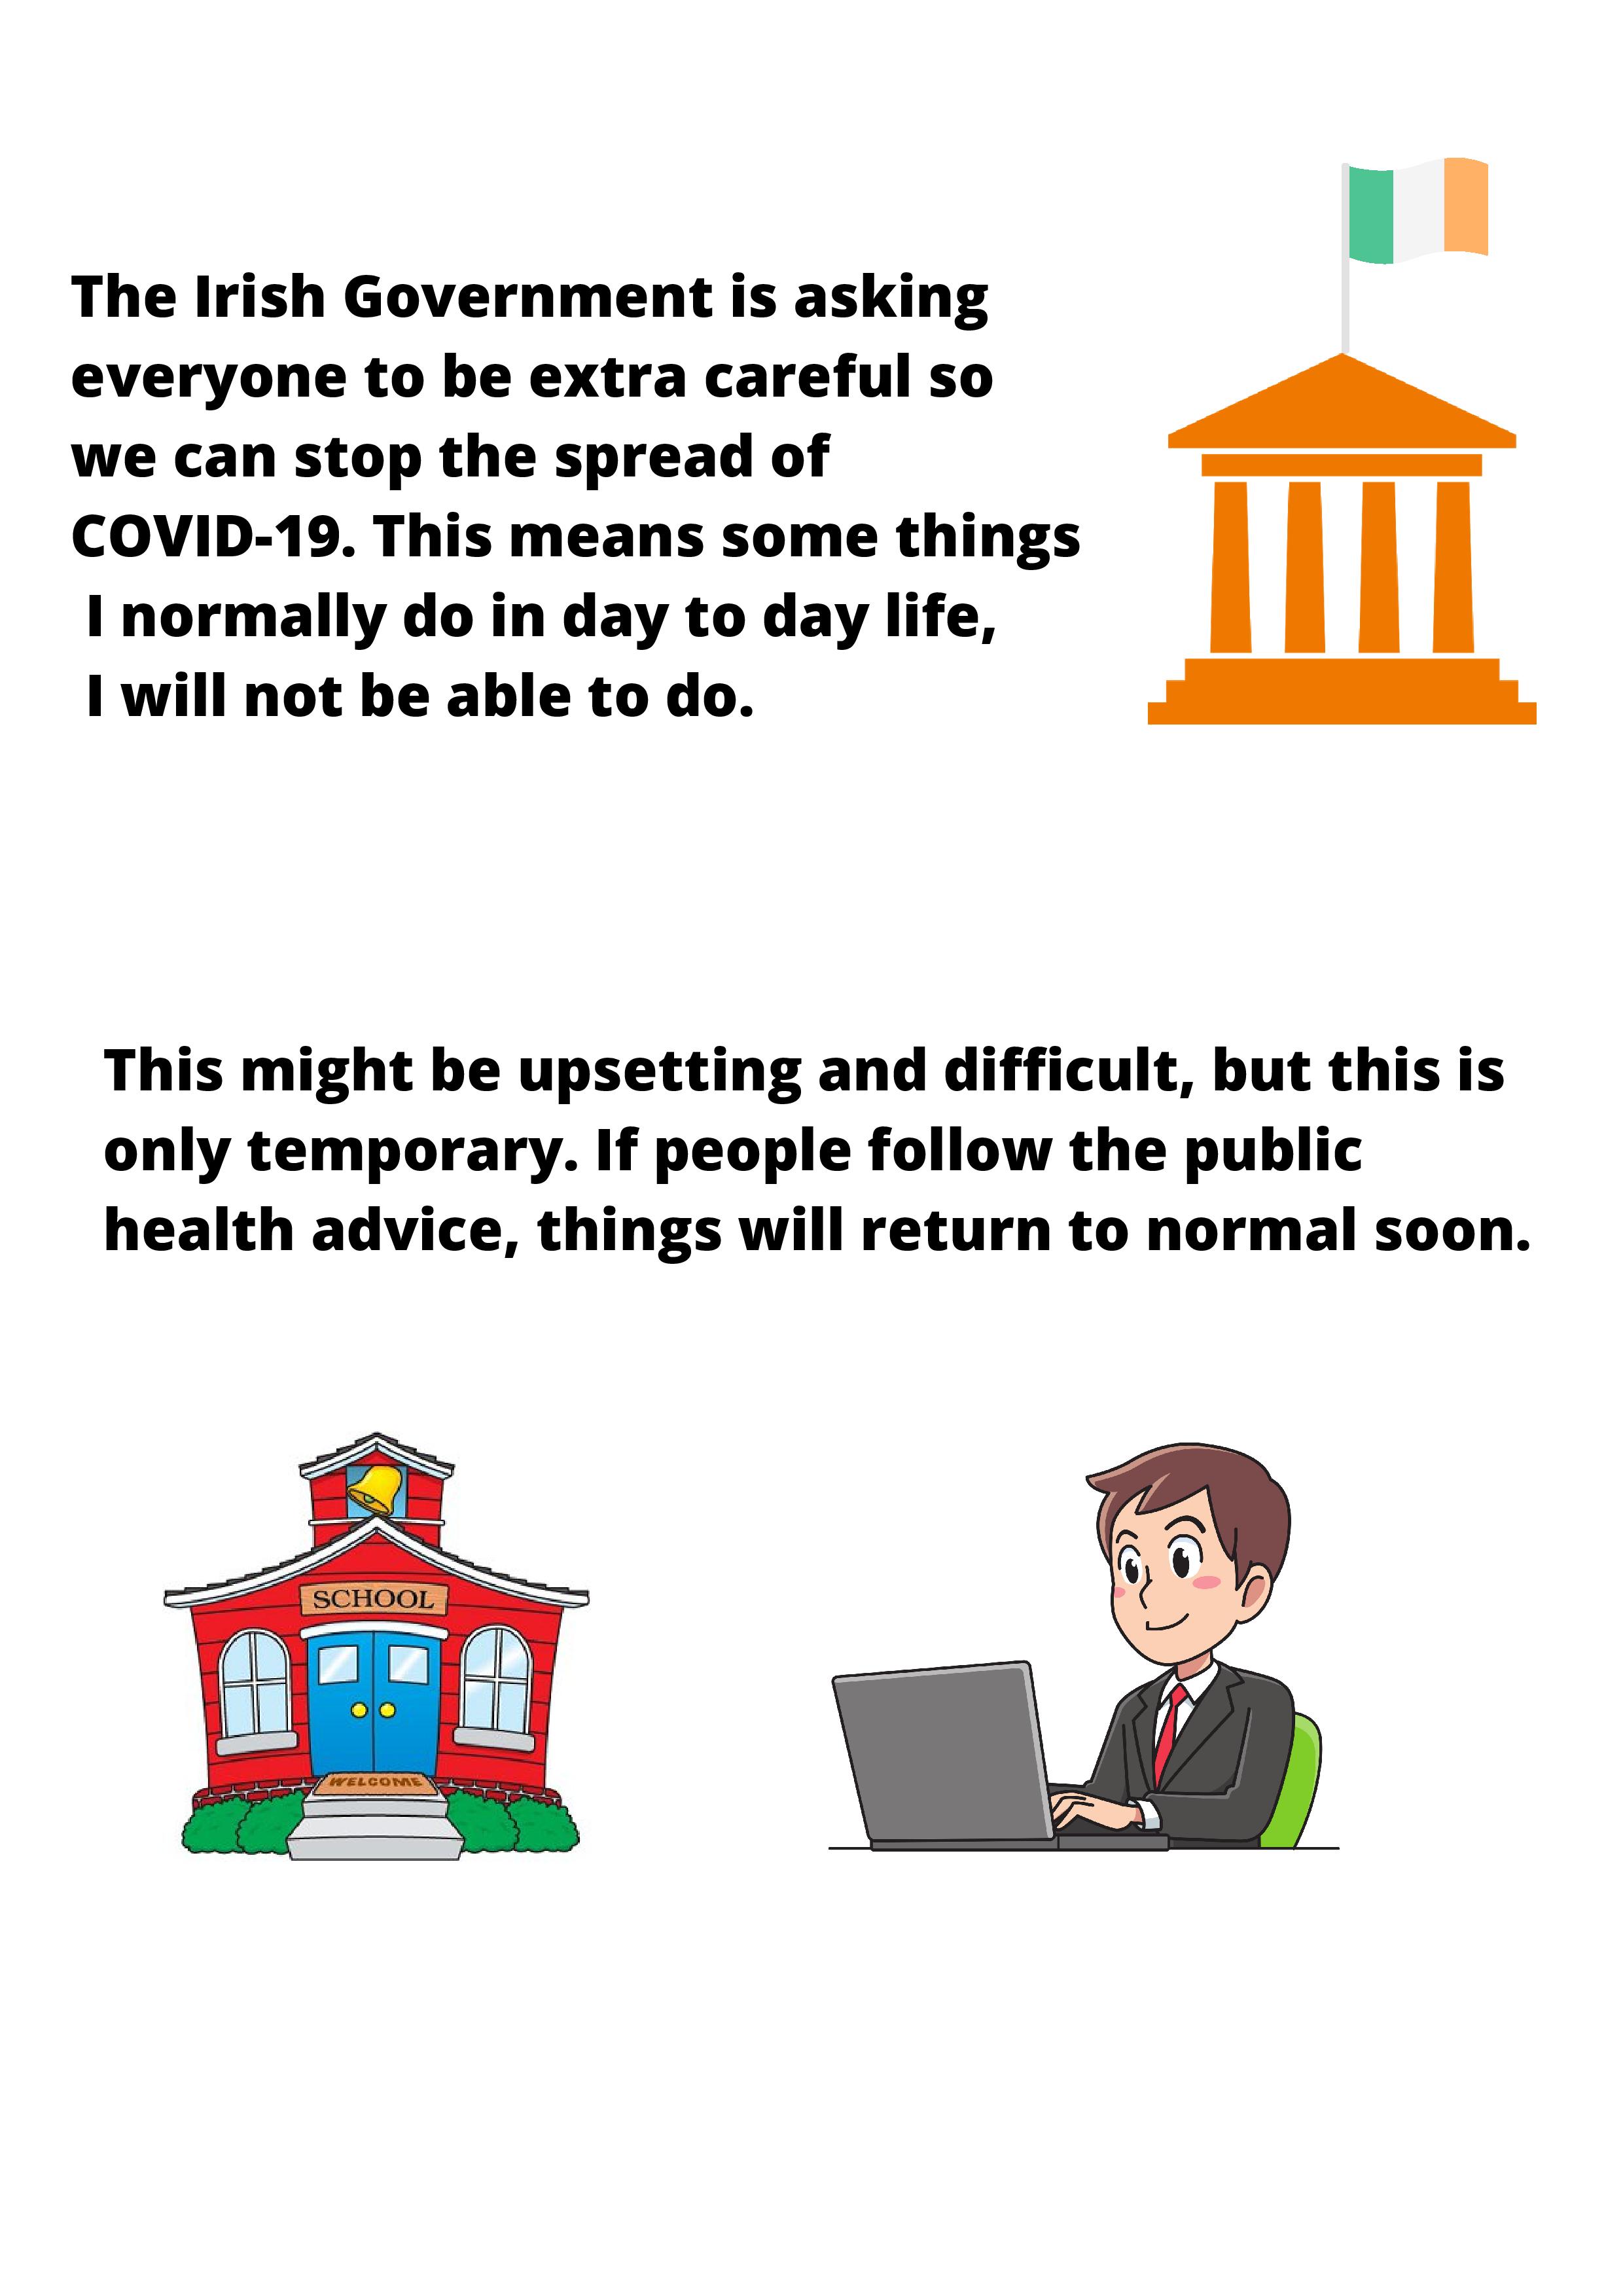 The Irish Government is asking
everyone to be extra careful so
we can stop the spread of
COVID-19. This means some things
I normally do in day to day life,
I will not be able to do.
This might be upsetting and difficult, but this is
only temporary. If people follow the public
health advice, things will return to normal soon.
SCHOOL
WELCOME